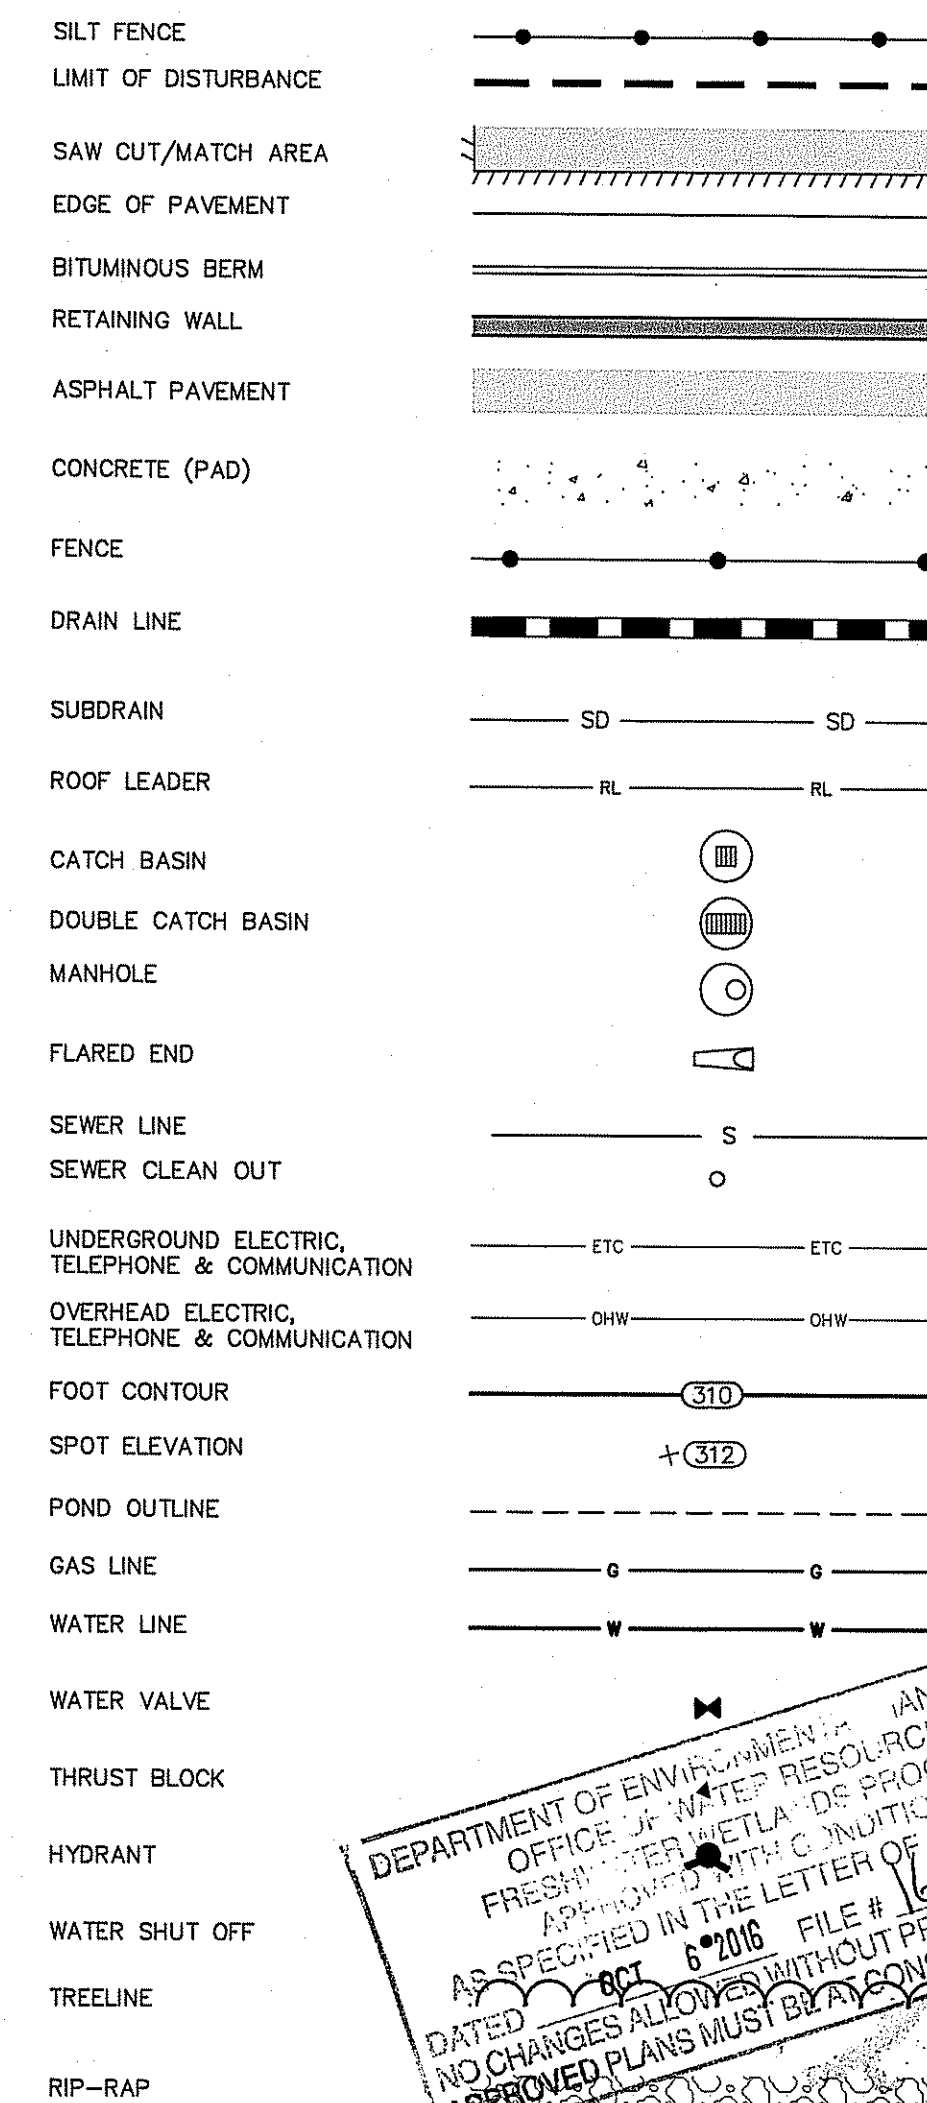 SILT FENCE
LIMIT OF DISTURBANCE
SAW CUT/MATCH AREA
EDGE OF PAVEMENT
BITUMINOUS BERM
RETAINING WALL
ASPHALT PAVEMENT
CONCRETE (PAD)
FENCE
DRAIN LINE
SUBDRAIN SD SD
ROOF LEADER RL RL
CATCH BASIN
DOUBLE CATCH BASIN
MANHOLE
FLARED END
SEWER LINE S
SEWER CLEAN OUT
UNDERGROUND ELECTRIC,
TELEPHONE & COMMUNICATION ETC ETC
OVERHEAD ELECTRIC,
TELEPHONE & COMMUNICATION OHW OHW
FOOT CONTOUR 310
SPOT ELEVATION +312
POND OUTLINE
GAS LINE G G
WATER LINE W W
WATER VALVE
THRUST BLOCK
HYDRANT
WATER SHUT OFF
TREELINE
RIP-RAP
DEPARTMENT OF
OFFICE OF WATER
FRESHWATER WETLANDS
APPROVED WITH
AS SPECIFIED IN THE LETTER OF
DATED OCT 6 2016 FILE # 16
NO CHANGES ALLOWED WITHOUT
APPROVED PLANS MUST BE AT